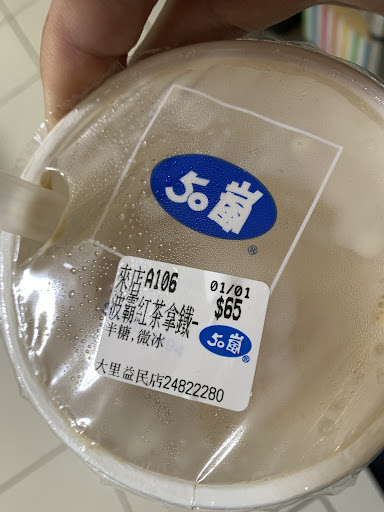 50嵐
®
來店A106 01/01
波霸紅茶拿鐵- $65
半糖,微冰
50嵐
®
大里益民店24822280